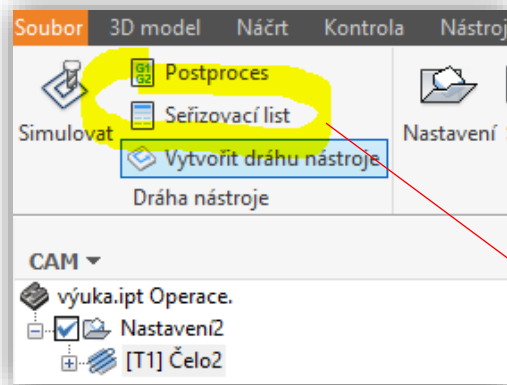 Soubor 3D model Náčrt Kontrola Nástroj
G1 G2 Postproces
Seřizovací list
Simulovat
Nastavení
Vytvořit dráhu nástroje
Dráha nástroje
CAM
výuka.ipt Operace.
Nastavení2
[T1] Čelo2